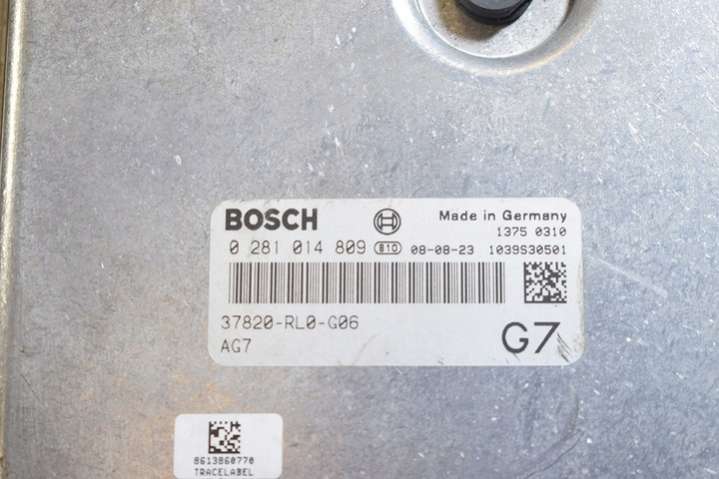 BOSCH
Made in Germany
1375 0310
0 281 014 809 B10 08-08-23 1039S30501
37820-RL0-G06
AG7
G7
8613860770
TRACELABEL